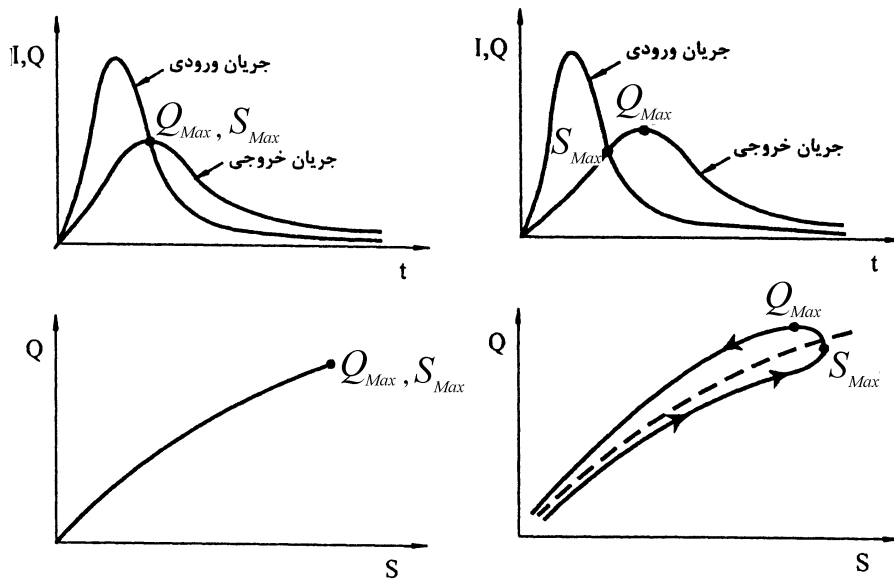 I,Q
جریان ورودی
Q_Max , S_Max
جریان خروجی
t
I,Q
جریان ورودی
Q_Max
S_Max
جریان خروجی
t
Q
Q_Max , S_Max
S
Q
Q_Max
S_Max
S